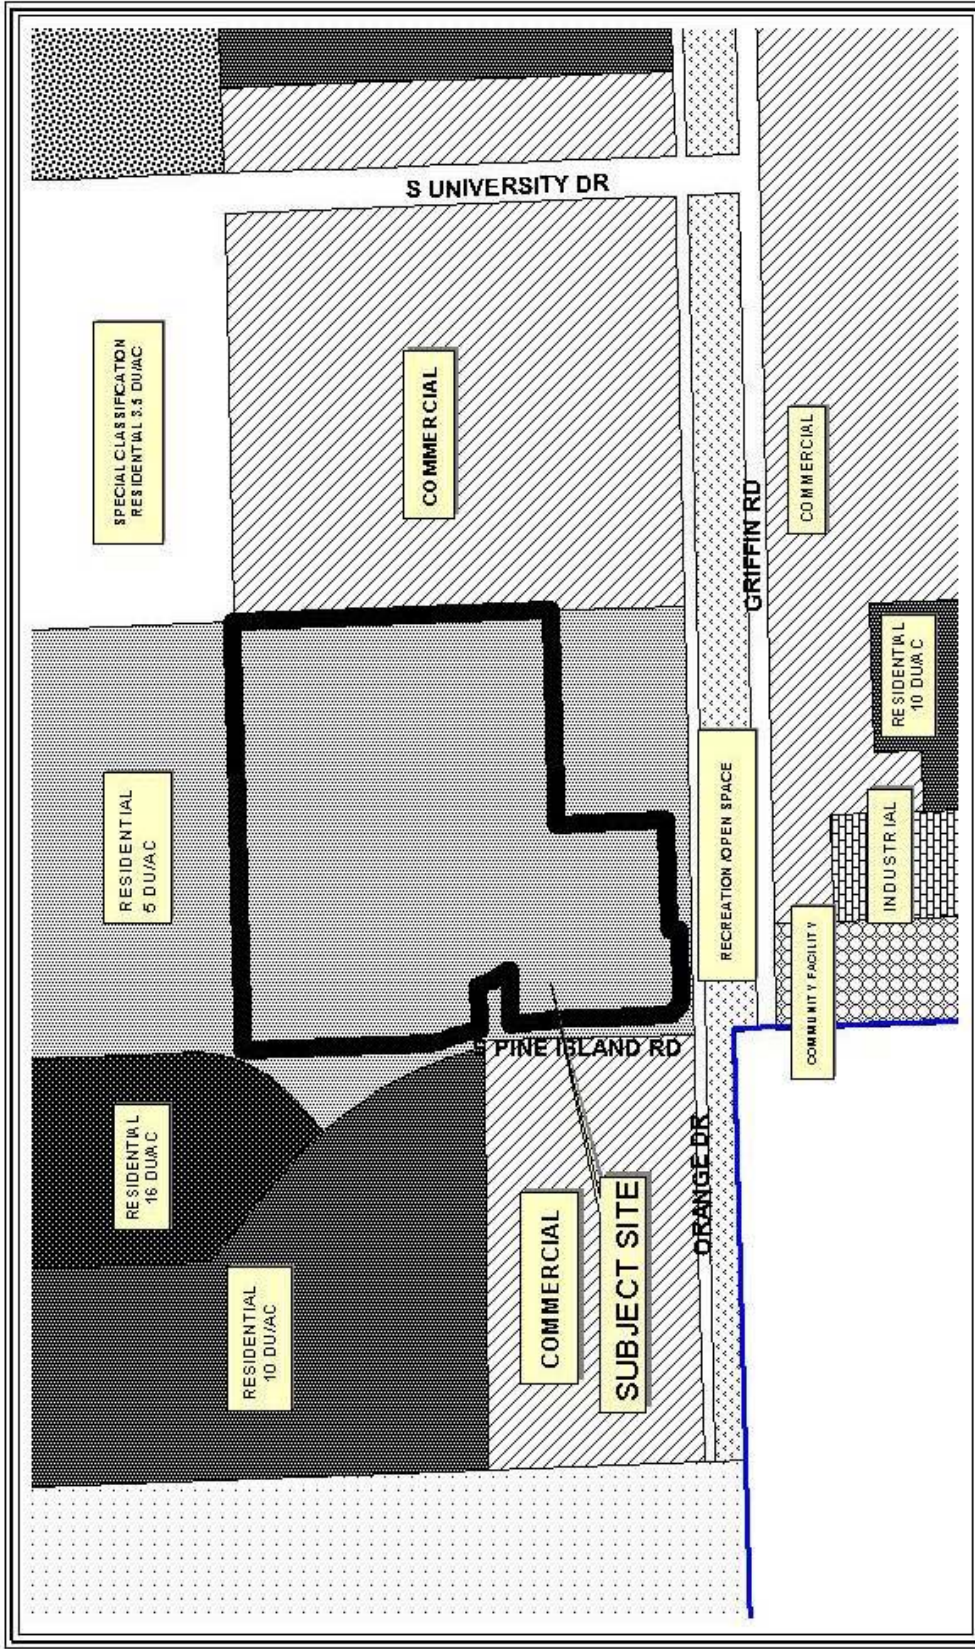 S UNIVERSITY DR
SPECIAL CLASSIFICATION
RESIDENTIAL 3.5 DU/AC
COMMERCIAL
COMMERCIAL
GRIFFIN RD
RESIDENTIAL
5 DU/AC
RESIDENTIAL
10 DU/AC
RECREATION/OPEN SPACE
INDUSTRIAL
COMMUNITY FACILITY
S PINE ISLAND RD
RESIDENTIAL
16 DU/AC
RESIDENTIAL
10 DU/AC
COMMERCIAL
SUBJECT SITE
ORANGE DR